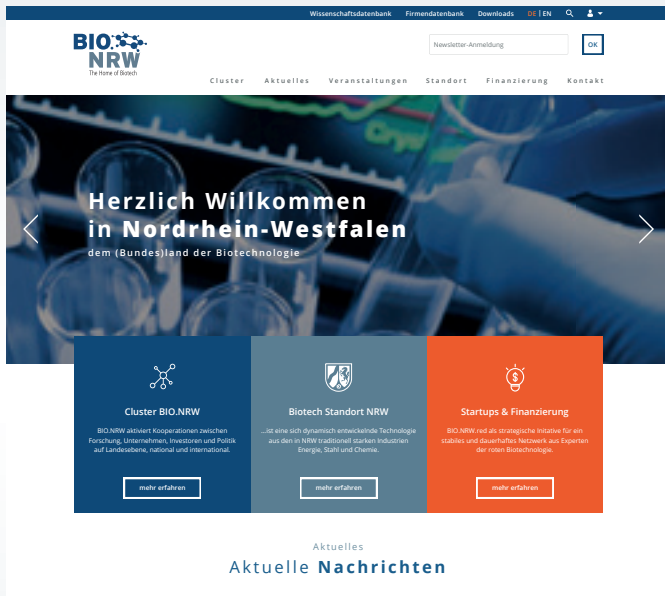 Wissenschaftsdatenbank Firmendatenbank Downloads DE | EN
BIO.
NRW
The Home of Biotech
Newsletter-Anmeldung
OK
Cluster Aktuelles Veranstaltungen Standort Finanzierung Kontakt
Cry
Herzlich Willkommen
in Nordrhein-Westfalen
dem (Bundes)land der Biotechnologie
Cluster BIO.NRW
BIO.NRW aktiviert Kooperationen zwischen
Forschung, Unternehmen, Investoren und Politik
auf Landesebene, national und international.
mehr erfahren
Biotech Standort NRW
...ist eine sich dynamisch entwickelnde Technologie
aus den in NRW traditionell starken Industrien
Energie, Stahl und Chemie.
mehr erfahren
$
Startups & Finanzierung
BIO.NRW.red als strategische Initative für ein
stabiles und dauerhaftes Netzwerk aus Experten
der roten Biotechnologie.
mehr erfahren
Aktuelles
Aktuelle Nachrichten